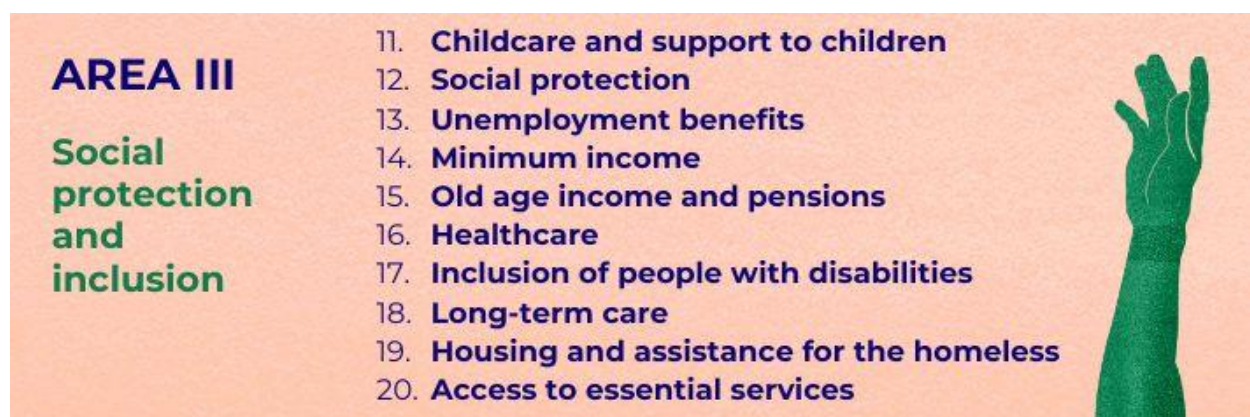 AREA III
Social
protection
and
inclusion
11. Childcare and support to children
12. Social protection
13. Unemployment benefits
14. Minimum income
15. Old age income and pensions
16. Healthcare
17. Inclusion of people with disabilities
18. Long-term care
19. Housing and assistance for the homeless
20. Access to essential services